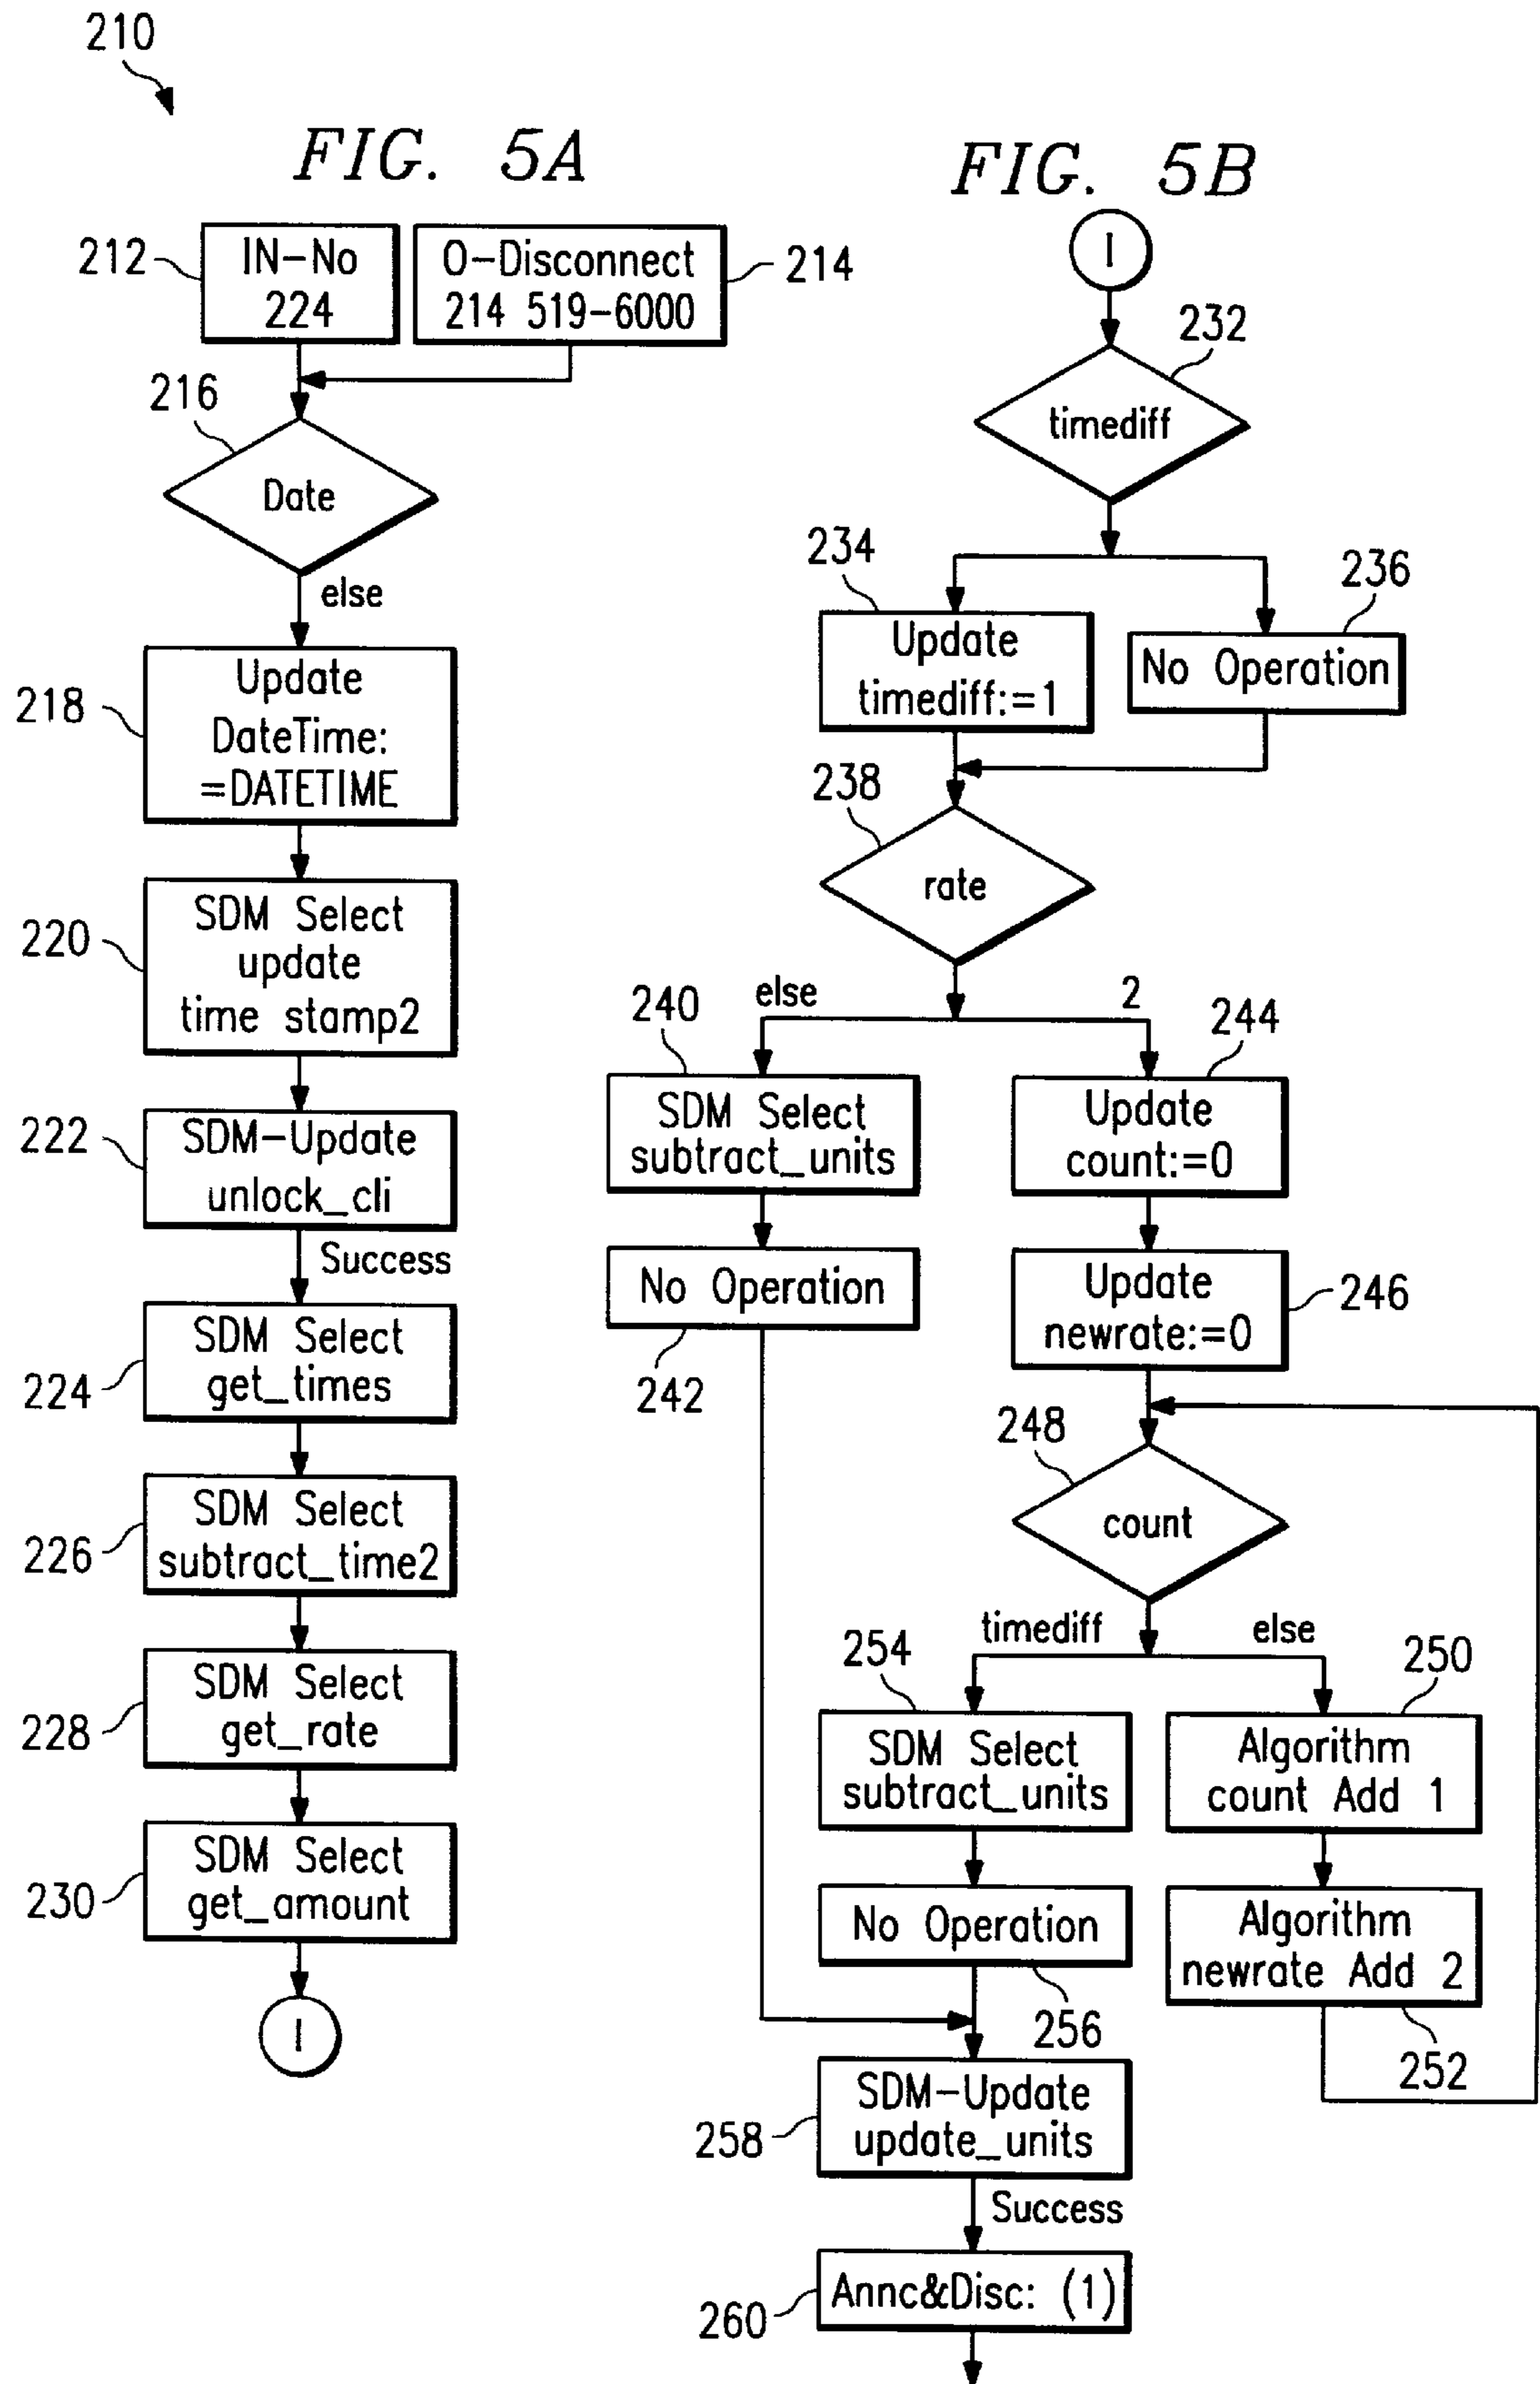 210
FIG. 5A
212
IN-No
224
O-Disconnect
214 519-6000
214
216
Date
else
218
Update
DateTime:
=DATETIME
220
SDM Select
update
time stamp2
222
SDM-Update
unlock_cli
Success
224
SDM Select
get_times
226
SDM Select
subtract_time2
228
SDM Select
get_rate
230
SDM Select
get_amount
I
FIG. 5B
I
232
timediff
234
Update
timediff:=1
236
No Operation
238
rate
else
2
240
SDM Select
subtract_units
244
Update
count:=0
No Operation
242
Update
newrate:=0
246
248
count
timediff
else
254
SDM Select
subtract_units
250
Algorithm
count Add 1
No Operation
256
Algorithm
newrate Add 2
252
258
SDM-Update
update_units
Success
260
Annc&Disc: (1)